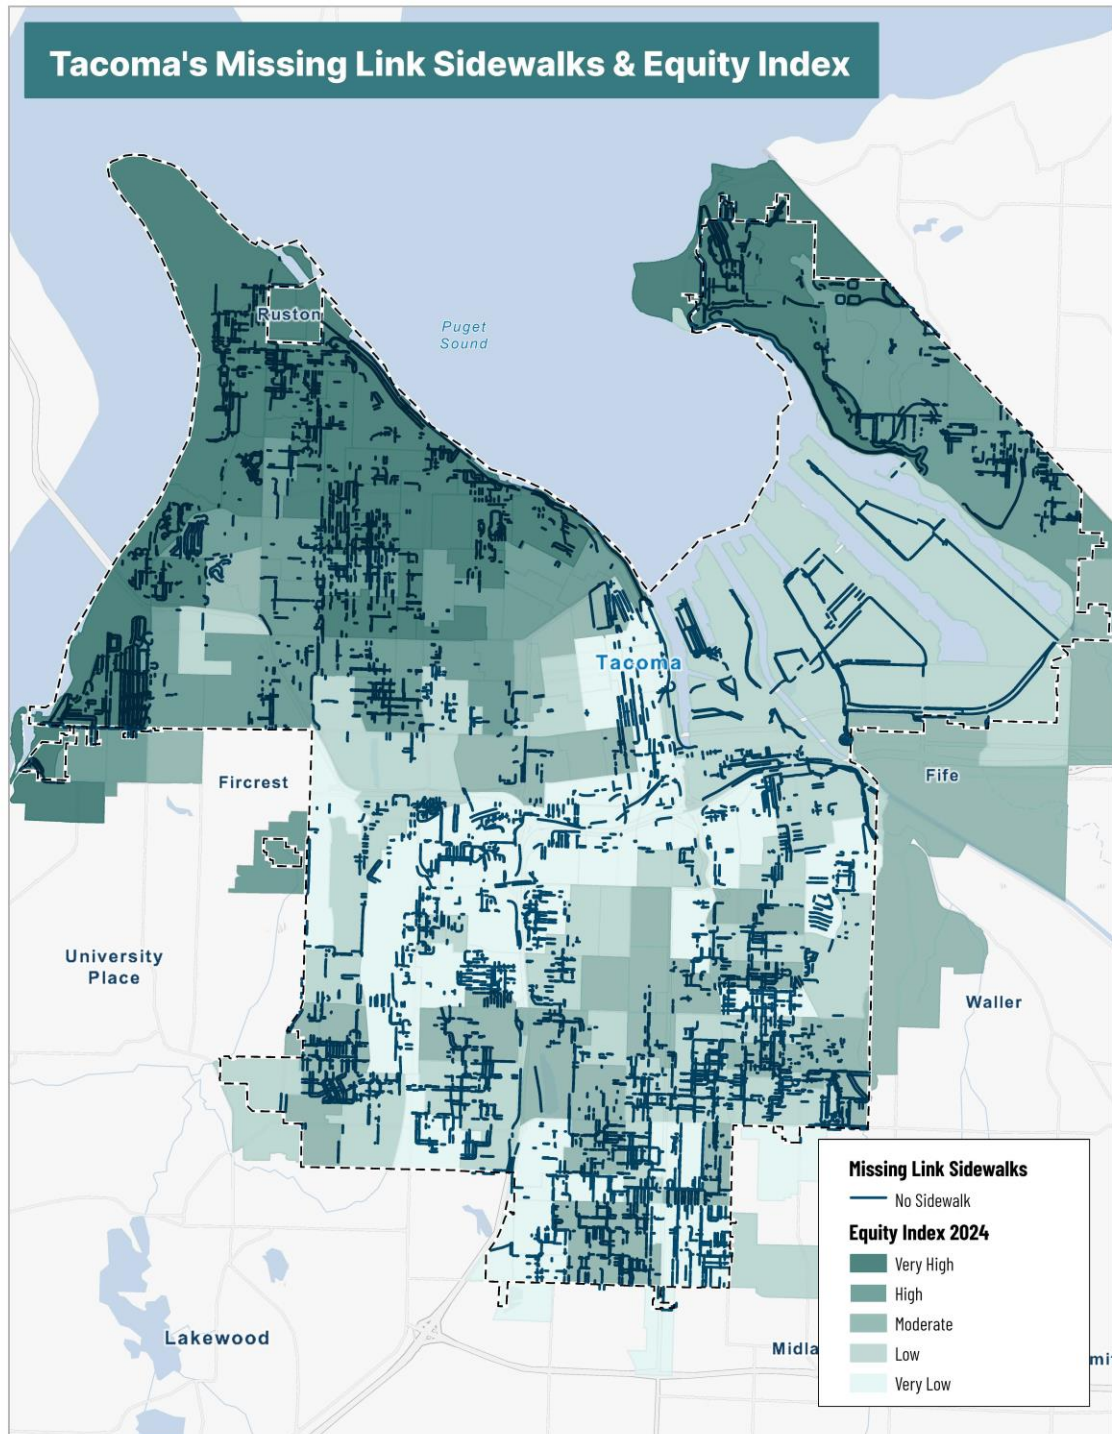 Tacoma's Missing Link Sidewalks & Equity Index
Ruston
Puget
Sound
Tacoma
Fircrest
Fife
University
Place
Waller
Lakewood
Midla
Missing Link Sidewalks
No Sidewalk
Equity Index 2024
Very High
High
Moderate
Low
Very Low